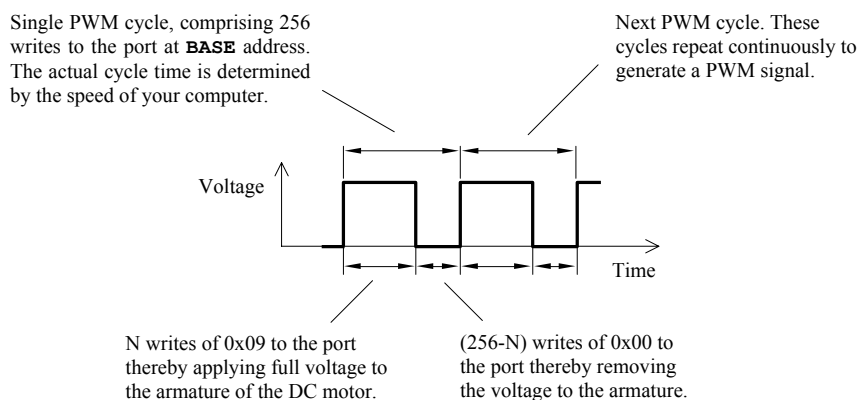 Single PWM cycle, comprising 256
writes to the port at BASE address.
The actual cycle time is determined
by the speed of your computer.
Next PWM cycle. These
cycles repeat continuously to
generate a PWM signal.
Voltage
Time
N writes of 0x09 to the port
thereby applying full voltage to
the armature of the DC motor.
(256-N) writes of 0x00 to
the port thereby removing
the voltage to the armature.